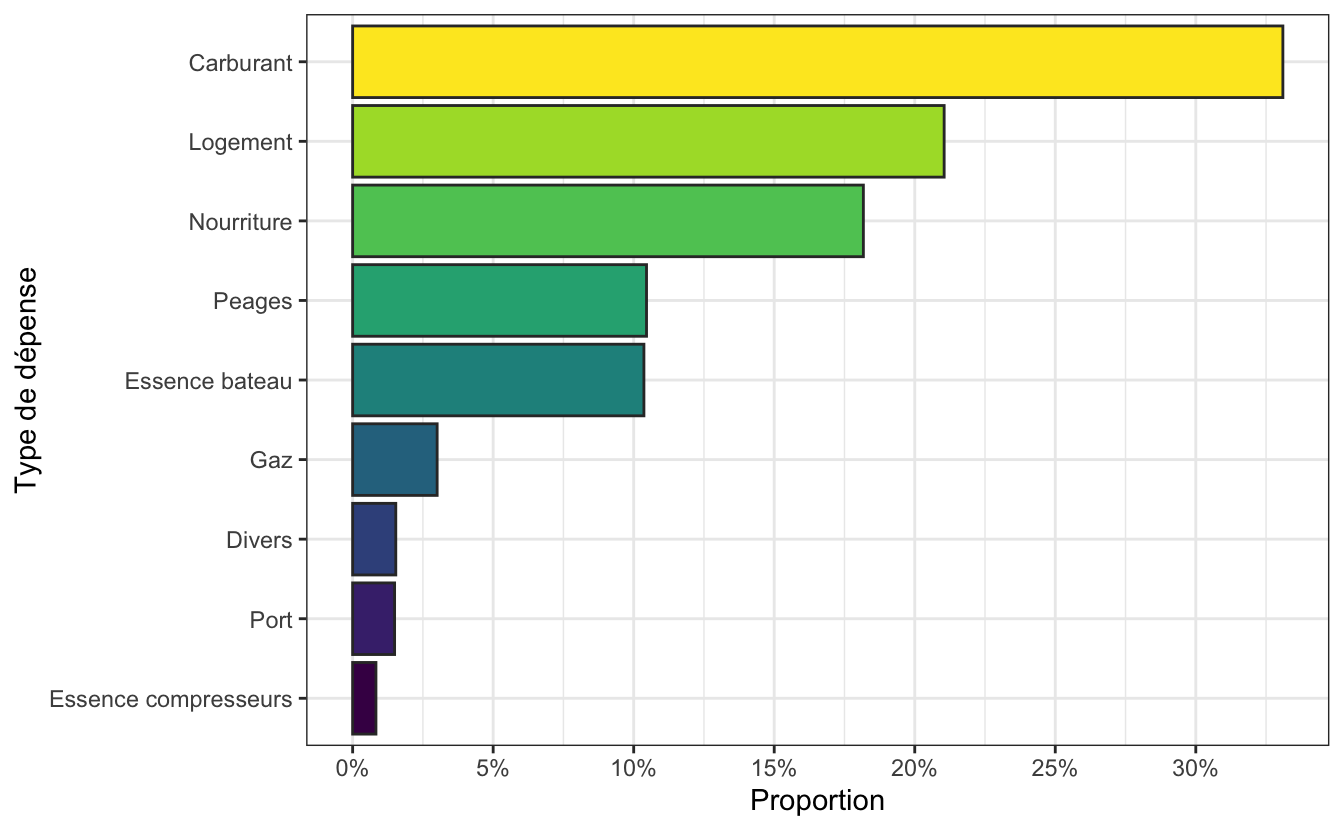 Type de dépense
Carburant
Logement
Nourriture
Peages
Essence bateau
Gaz
Divers
Port
Essence compresseurs
0% 5% 10% 15% 20% 25% 30%
Proportion